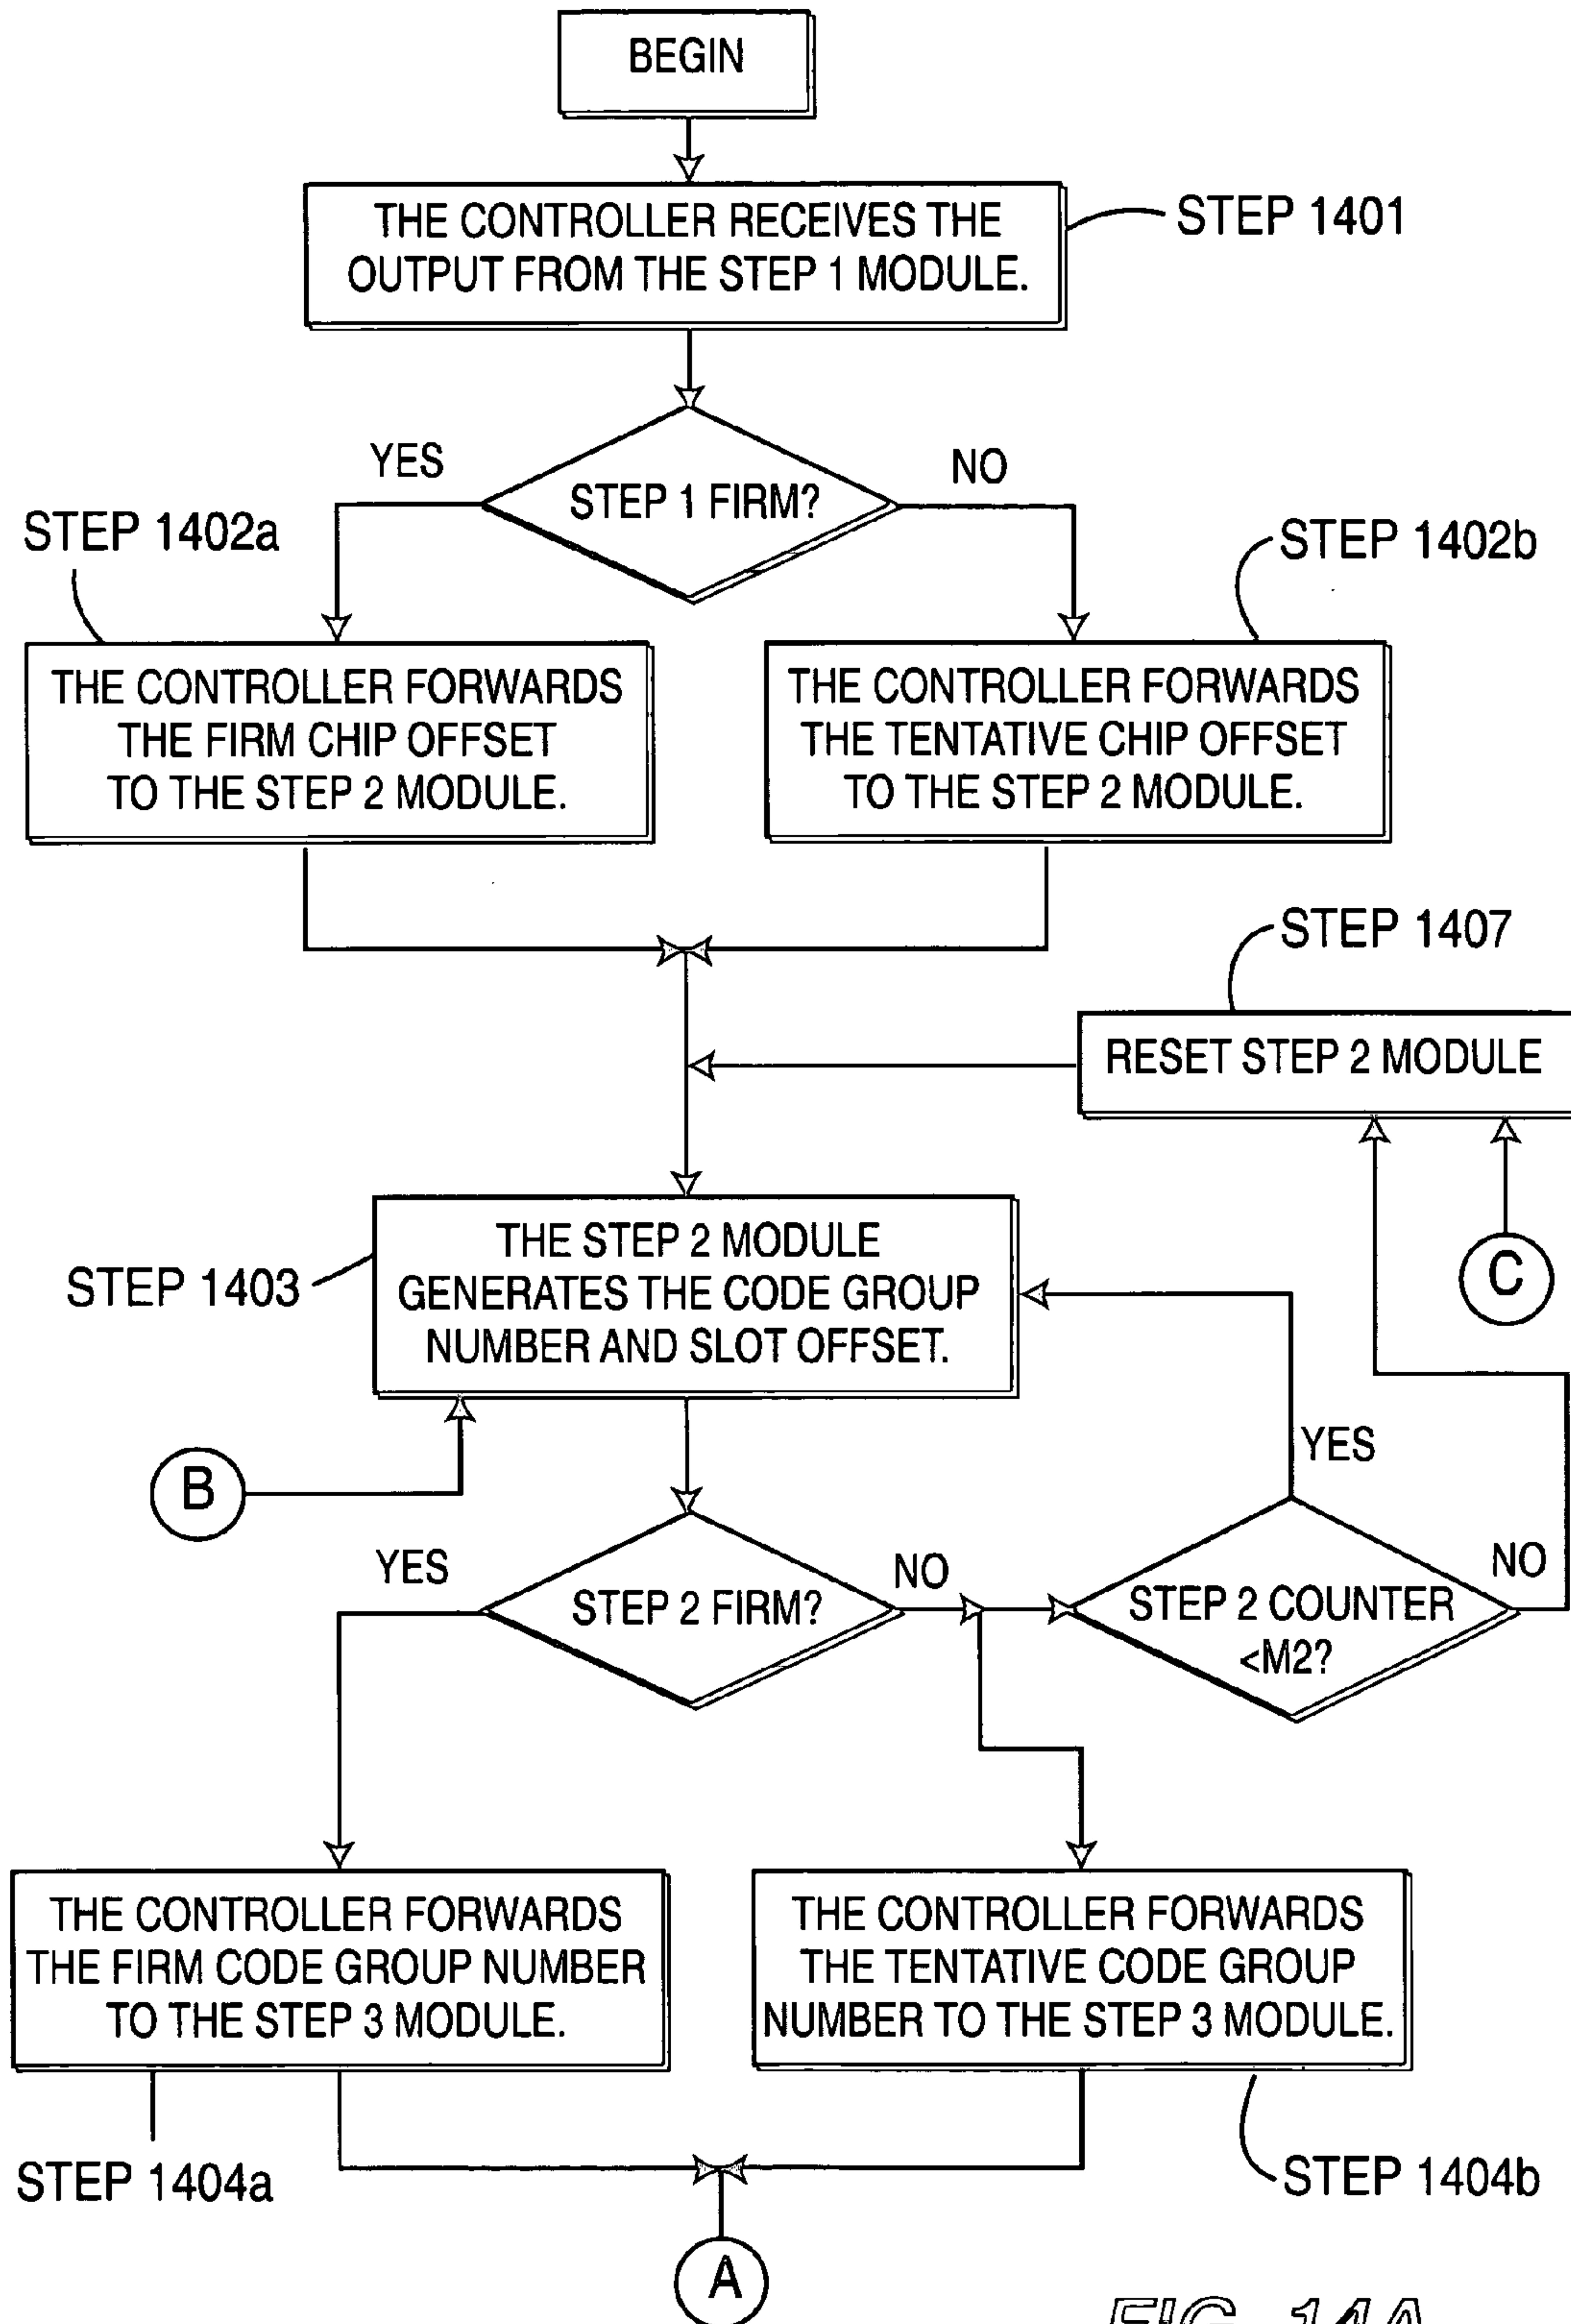 BEGIN
THE CONTROLLER RECEIVES THE
OUTPUT FROM THE STEP 1 MODULE.
STEP 1401
YES
STEP 1 FIRM?
NO
STEP 1402a
STEP 1402b
THE CONTROLLER FORWARDS
THE FIRM CHIP OFFSET
TO THE STEP 2 MODULE.
THE CONTROLLER FORWARDS
THE TENTATIVE CHIP OFFSET
TO THE STEP 2 MODULE.
STEP 1407
RESET STEP 2 MODULE
STEP 1403
THE STEP 2 MODULE
GENERATES THE CODE GROUP
NUMBER AND SLOT OFFSET.
C
B
YES
YES
STEP 2 FIRM?
NO
STEP 2 COUNTER
<M2?
NO
THE CONTROLLER FORWARDS
THE FIRM CODE GROUP NUMBER
TO THE STEP 3 MODULE.
THE CONTROLLER FORWARDS
THE TENTATIVE CODE GROUP
NUMBER TO THE STEP 3 MODULE.
STEP 1404a
STEP 1404b
A
FIG. 14A